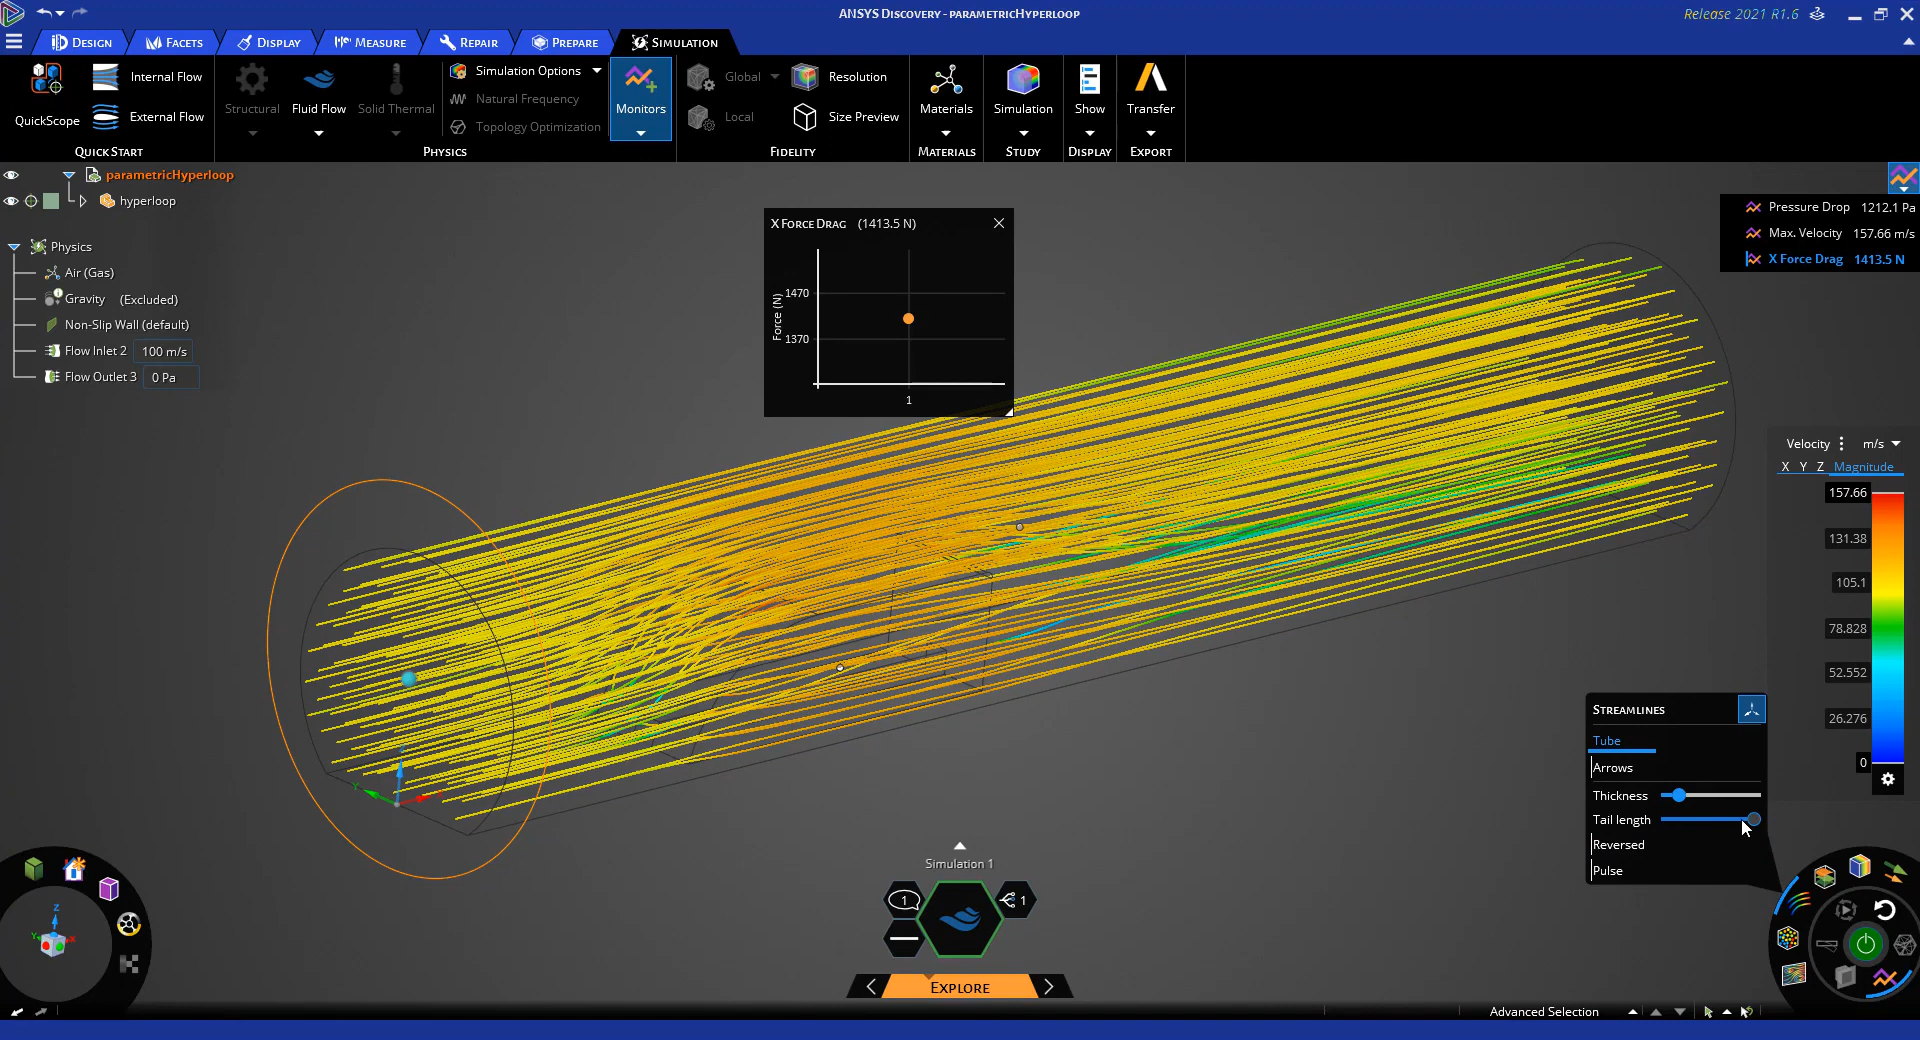 ANSYS Discovery - parametricHyperloop
Release 2021 R1.6
Design
Facets
Display
Measure
Repair
Prepare
Simulation
QuickScope
Internal Flow
External Flow
Quick Start
Structural
Fluid Flow
Solid Thermal
Simulation Options
Natural Frequency
Topology Optimization
Monitors
Physics
Global
Local
Resolution
Size Preview
Fidelity
Materials
Materials
Simulation
Study
Show
Display
Transfer
Export
parametricHyperloop
hyperloop
Physics
Air (Gas)
Gravity (Excluded)
Non-Slip Wall (default)
Flow Inlet 2 100 m/s
Flow Outlet 3 0 Pa
X Force Drag (1413.5 N)
Force (N)
1470
1370
1
Pressure Drop 1212.1 Pa
Max. Velocity 157.66 m/s
X Force Drag 1413.5 N
Velocity m/s
X Y Z Magnitude
157.66
131.38
105.1
78.828
52.552
26.276
0
Streamlines
Tube
Arrows
Thickness
Tail length
Reversed
Pulse
Simulation 1
1
1
Explore
Z
Y
X
Advanced Selection